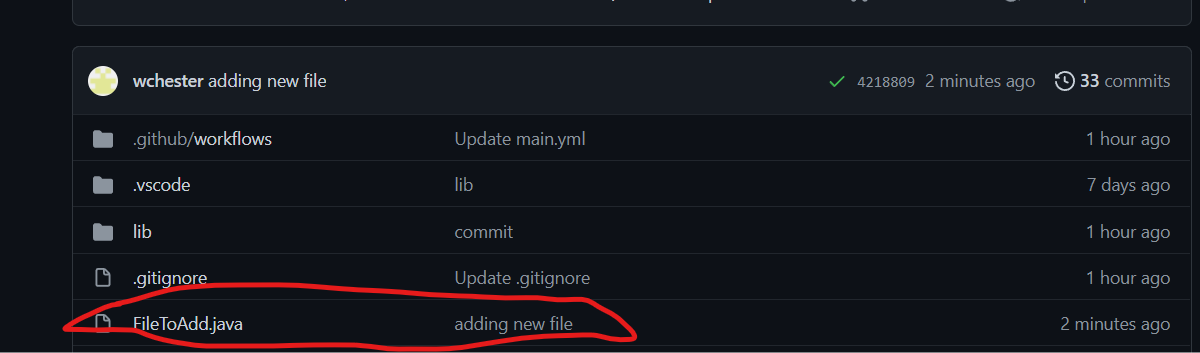 wchester adding new file 4218809 2 minutes ago 33 commits
.github/workflows Update main.yml 1 hour ago
.vscode lib 7 days ago
lib commit 1 hour ago
.gitignore Update .gitignore 1 hour ago
FileToAdd.java adding new file 2 minutes ago